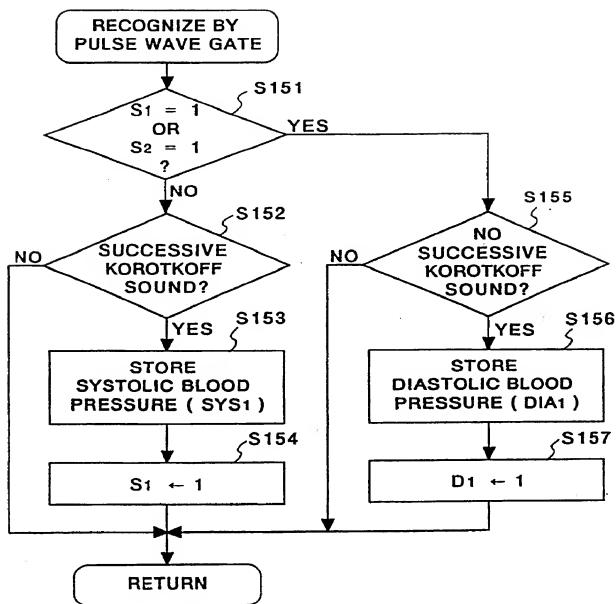 RECOGNIZE BY
PULSE WAVE GATE
S151
S1 = 1
OR
S2 = 1
?
YES
NO
S152
SUCCESSIVE
KOROTKOFF
SOUND?
NO
YES
S153
STORE
SYSTOLIC BLOOD
PRESSURE ( SYS1 )
S154
S1 ← 1
S155
NO
SUCCESSIVE
KOROTKOFF
SOUND?
NO
YES
S156
STORE
DIASTOLIC BLOOD
PRESSURE ( DIA1 )
S157
D1 ← 1
RETURN